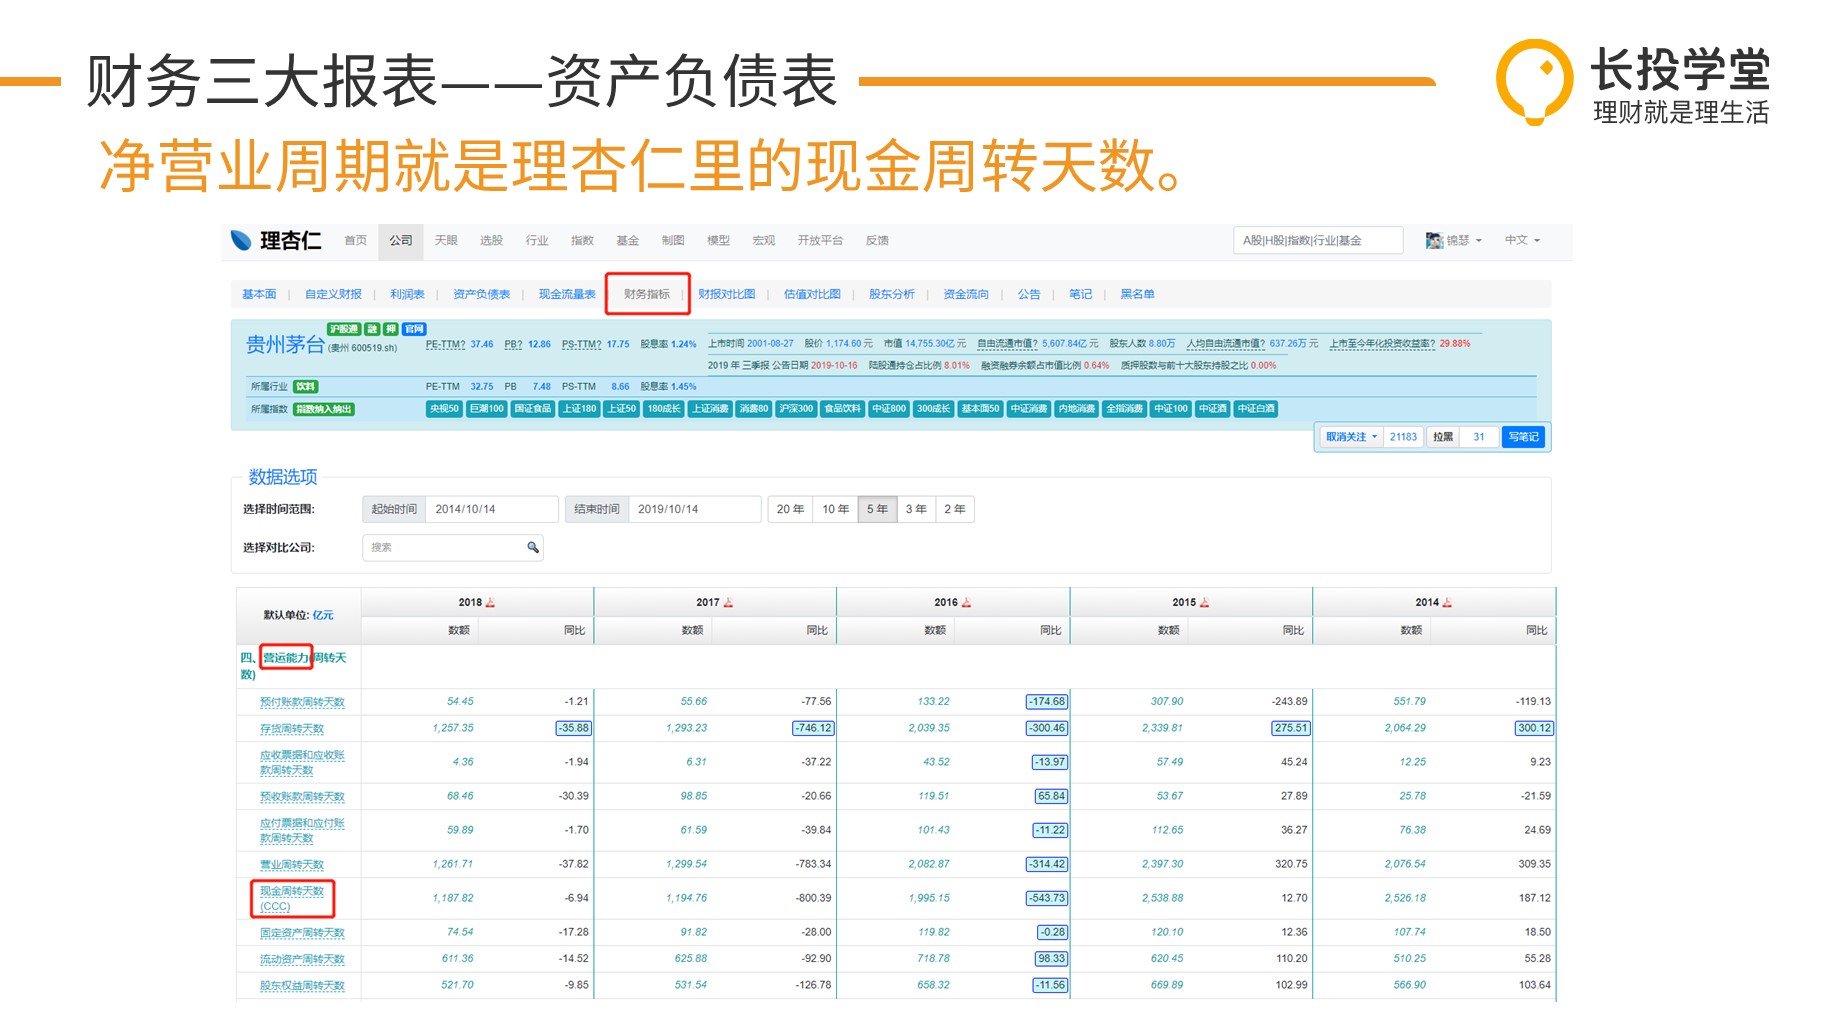 财务三大报表——资产负债表
长投学堂
理财就是理生活
净营业周期就是理杏仁里的现金周转天数。
理杏仁 首页 公司 天眼 选股 行业 指数 基金 制图 模型 宏观 开放平台 反馈 A股|H股|指数|行业|基金 锦瑟 中文
基本面 | 自定义财报 | 利润表 | 资产负债表 | 现金流量表 财务指标 | 财报对比图 | 估值对比图 | 股东分析 | 资金流向 | 公告 | 笔记 | 黑名单
沪股通 融 押 官网
贵州茅台 (贵州 600519.sh) PE-TTM? 37.46 PB? 12.86 PS-TTM? 17.75 股息率 1.24% 上市时间 2001-08-27 股价 1,174.60 元 市值 14,755.30亿 元 自由流通市值? 5,607.84亿 元 股东人数 8.80万 人均自由流通市值? 637.26万 元 上市至今年化投资收益率? 29.88%
2019 年 三季报 公告日期 2019-10-16 陆股通持仓占比例 8.01% 融资融券余额占市值比例 0.64% 质押股数与前十大股东持股之比 0.00%
所属行业 饮料 PE-TTM 32.75 PB 7.48 PS-TTM 8.66 股息率 1.45%
所属指数 指数纳入纳出 央视50 巨潮100 国证食品 上证180 上证50 180成长 上证消费 消费80 沪深300 食品饮料 中证800 300成长 基本面50 中证消费 内地消费 全指消费 中证100 中证酒 中证白酒
取消关注 21183 拉黑 31 写笔记
数据选项
选择时间范围: 起始时间 2014/10/14 结束时间 2019/10/14 20 年 10 年 5 年 3 年 2 年
选择对比公司: 搜索
默认单位: 亿元 2018 2017 2016 2015 2014
数额 同比 数额 同比 数额 同比 数额 同比 数额 同比
四、营运能力(周转天
数)
预付账款周转天数 54.45 -1.21 55.66 -77.56 133.22 -174.68 307.90 -243.89 551.79 -119.13
存货周转天数 1,257.35 -35.88 1,293.23 -746.12 2,039.35 -300.46 2,339.81 275.51 2,064.29 300.12
应收票据和应收账
款周转天数 4.36 -1.94 6.31 -37.22 43.52 -13.97 57.49 45.24 12.25 9.23
预收账款周转天数 68.46 -30.39 98.85 -20.66 119.51 65.84 53.67 27.89 25.78 -21.59
应付票据和应付账
款周转天数 59.89 -1.70 61.59 -39.84 101.43 -11.22 112.65 36.27 76.38 24.69
营业周转天数 1,261.71 -37.82 1,299.54 -783.34 2,082.87 -314.42 2,397.30 320.75 2,076.54 309.35
现金周转天数
(CCC) 1,187.82 -6.94 1,194.76 -800.39 1,995.15 -543.73 2,538.88 12.70 2,526.18 187.12
固定资产周转天数 74.54 -17.28 91.82 -28.00 119.82 -0.28 120.10 12.36 107.74 18.50
流动资产周转天数 611.36 -14.52 625.88 -92.90 718.78 98.33 620.45 110.20 510.25 55.28
股东权益周转天数 521.70 -9.85 531.54 -126.78 658.32 -11.56 669.89 102.99 566.90 103.64